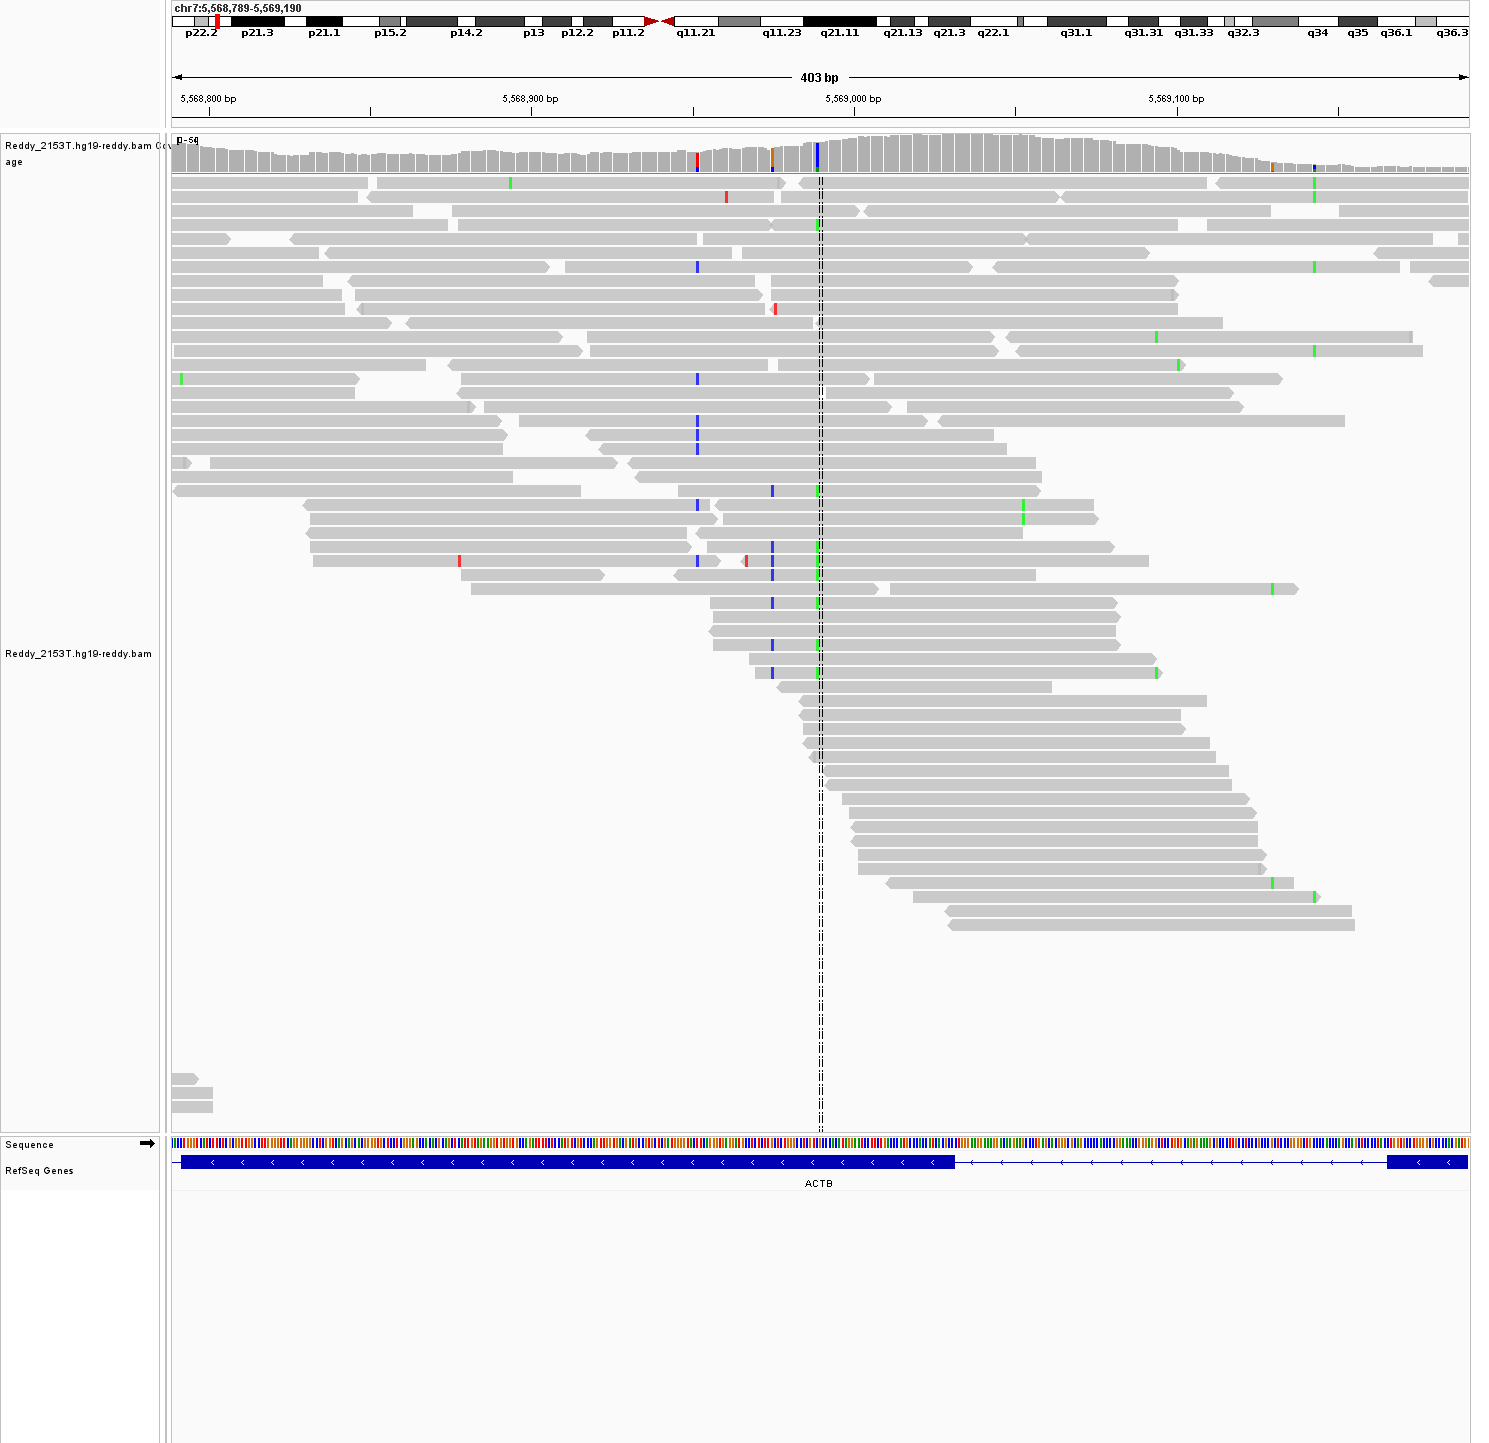 chr7:5,568,789-5,569,190
p22.2 p21.3 p21.1 p15.2 p14.2 p13 p12.2 p11.2 q11.21 q11.23 q21.11 q21.13 q21.3 q22.1 q31.1 q31.31 q31.33 q32.3 q34 q35 q36.1 q36.3
403 bp
5,568,800 bp 5,568,900 bp 5,569,000 bp 5,569,100 bp
Reddy_2153T.hg19-reddy.bam Cov
age
Reddy_2153T.hg19-reddy.bam
Sequence
RefSeq Genes
ACTB